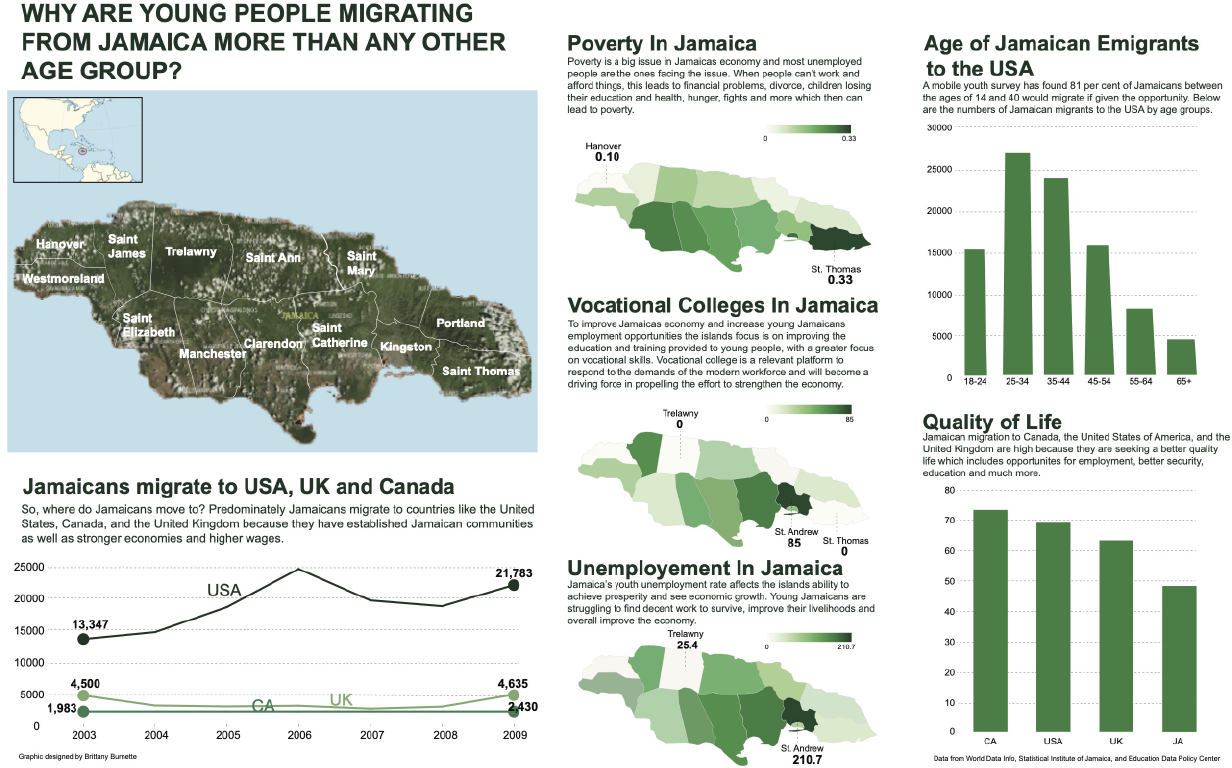 WHY ARE YOUNG PEOPLE MIGRATING
FROM JAMAICA MORE THAN ANY OTHER
AGE GROUP?
Hanover
Saint
James
Trelawny
Saint Ann
Saint
Mary
Westmoreland
Saint
Elizabeth
Manchester
JAMAICA
Clarendon
Saint
Catherine
Kingston
Portland
Saint Thomas
Jamaicans migrate to USA, UK and Canada
So, where do Jamaicans move to? Predominately Jamaicans migrate to countries like the United
States, Canada, and the United Kingdom because they have established Jamaican communities
as well as stronger economies and higher wages.
25000
20000
15000
10000
5000
0
USA
13,347
21,783
4,500
4,635
UK
CA
1,983
2,430
2003
2004
2005
2006
2007
2008
2009
Graphic designed by Brittany Burnette
Poverty In Jamaica
Poverty is a big issue in Jamaicas economy and most unemployed
people are the ones facing the issue. When people can't work and
afford things, this leads to financial problems, divorce, children losing
their education and health, hunger, fights and more which then can
lead to poverty.
0
0.33
Hanover
0.10
St. Thomas
0.33
Vocational Colleges In Jamaica
To improve Jamaicas economy and increase young Jamaicans
employment opportunities the islands focus is on improving the
education and training provided to young people, with a greater focus
on vocational skills. Vocational college is a relevant platform to
respond to the demands of the modern workforce and will become a
driving force in propelling the effort to strengthen the economy.
Trelawny
0
0
85
St. Andrew
85
St. Thomas
0
Unemployement In Jamaica
Jamaica's youth unemployment rate affects the islands ability to
achieve prosperity and see economic growth. Young Jamaicans are
struggling to find decent work to survive, improve their livelihoods and
overall improve the economy.
Trelawny
25.4
0
210.7
St. Andrew
210.7
Age of Jamaican Emigrants
to the USA
A mobile youth survey has found 81 per cent of Jamaicans between
the ages of 14 and 40 would migrate if given the opportunity. Below
are the numbers of Jamaican migrants to the USA by age groups.
30000
25000
20000
15000
10000
5000
0
18-24
25-34
35-44
45-54
55-64
65+
Quality of Life
Jamaican migration to Canada, the United States of America, and the
United Kingdom are high because they are seeking a better quality
life which includes opportunites for employment, better security,
education and much more.
80
70
60
50
40
30
20
10
0
CA
USA
UK
JA
Data from World Data Info, Statistical Institute of Jamaica, and Education Data Policy Center